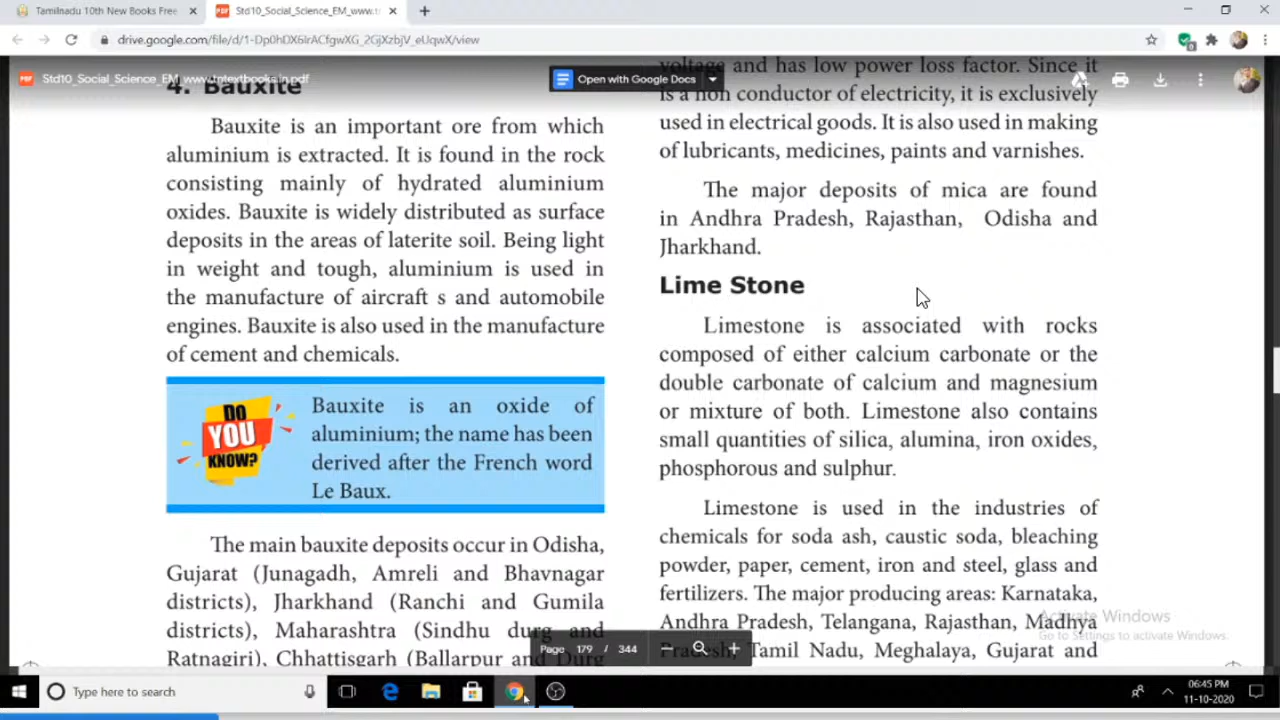 Tamilnadu 10th New Books Free
Std10_Social_Science_EM_www.tr
drive.google.com/file/d/1-Dp0hDX6IrACfgwXG_2GjXzbjV_eUqwX/view
PDF Std10_Social_Science_EM_www.tntextbooks.in.pdf
Open with Google Docs
4. Bauxite
Bauxite is an important ore from which
aluminium is extracted. It is found in the rock
consisting mainly of hydrated aluminium
oxides. Bauxite is widely distributed as surface
deposits in the areas of laterite soil. Being light
in weight and tough, aluminium is used in
the manufacture of aircraft s and automobile
engines. Bauxite is also used in the manufacture
of cement and chemicals.
DO
YOU
KNOW?
Bauxite is an oxide of
aluminium; the name has been
derived after the French word
Le Baux.
The main bauxite deposits occur in Odisha,
Gujarat (Junagadh, Amreli and Bhavnagar
districts), Jharkhand (Ranchi and Gumla
districts), Maharashtra (Sindhu durg and
Ratnagiri), Chhattisgarh (Ballarpur and Durg
voltage and has low power loss factor. Since it
is a non conductor of electricity, it is exclusively
used in electrical goods. It is also used in making
of lubricants, medicines, paints and varnishes.
The major deposits of mica are found
in Andhra Pradesh, Rajasthan, Odisha and
Jharkhand.
Lime Stone
Limestone is associated with rocks
composed of either calcium carbonate or the
double carbonate of calcium and magnesium
or mixture of both. Limestone also contains
small quantities of silica, alumina, iron oxides,
phosphorous and sulphur.
Limestone is used in the industries of
chemicals for soda ash, caustic soda, bleaching
powder, paper, cement, iron and steel, glass and
fertilizers. The major producing areas: Karnataka,
Andhra Pradesh, Telangana, Rajasthan, Madhya
Pradesh, Tamil Nadu, Meghalaya, Gujarat and
Activate Windows
Go to Settings to activate Windows.
Page 179 / 344
Type here to search
06:45 PM
11-10-2020